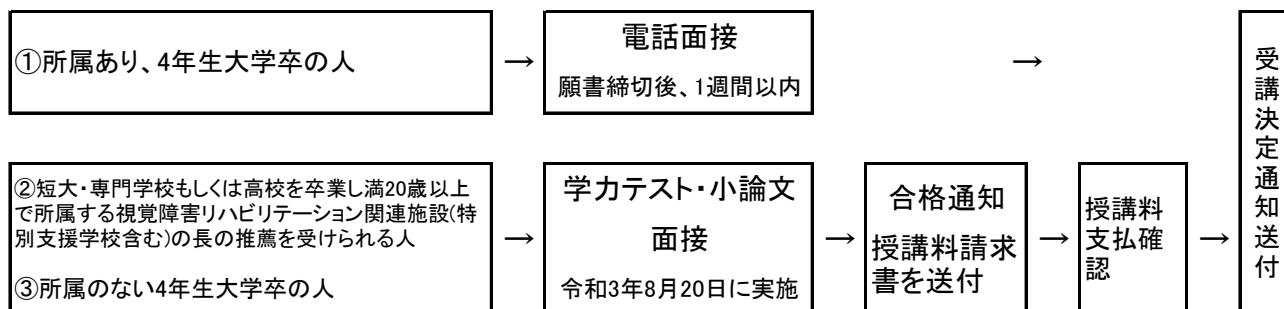 ①所属あり、4年生大学卒の人
→
電話面接
願書締切後、1週間以内
→
②短大・専門学校もしくは高校を卒業し満20歳以上
で所属する視覚障害リハビリテーション関連施設(特
別支援学校含む)の長の推薦を受けられる人
③所属のない4年生大学卒の人
→
学力テスト・小論文
面接
令和3年8月20日に実施
→
合格通知
授講料請求
書を送付
→
授講料
支払確
認
→
受講決定通知送付